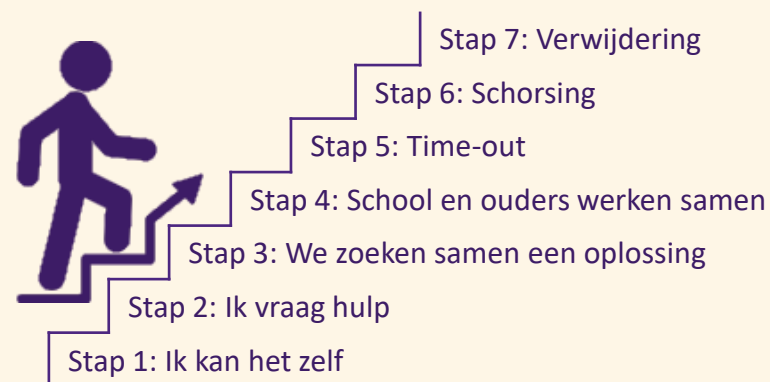 Stap 7: Verwijdering
Stap 6: Schorsing
Stap 5: Time-out
Stap 4: School en ouders werken samen
Stap 3: We zoeken samen een oplossing
Stap 2: Ik vraag hulp
Stap 1: Ik kan het zelf